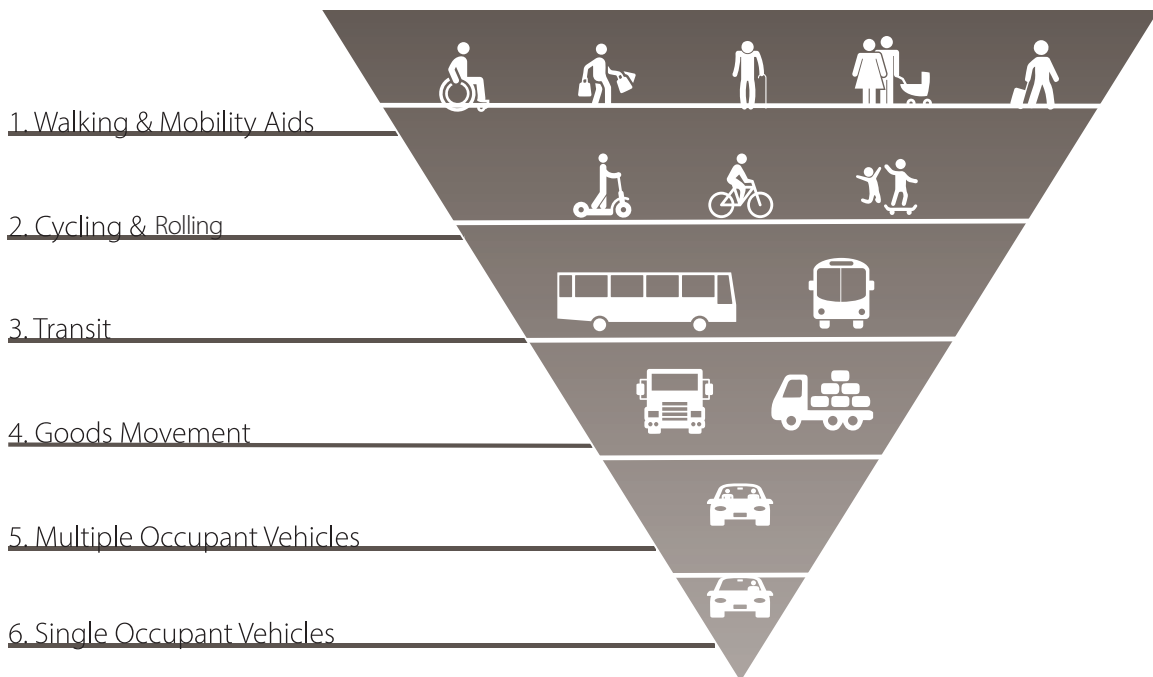 1. Walking & Mobility Aids
2. Cycling & Rolling
3. Transit
4. Goods Movement
5. Multiple Occupant Vehicles
6. Single Occupant Vehicles